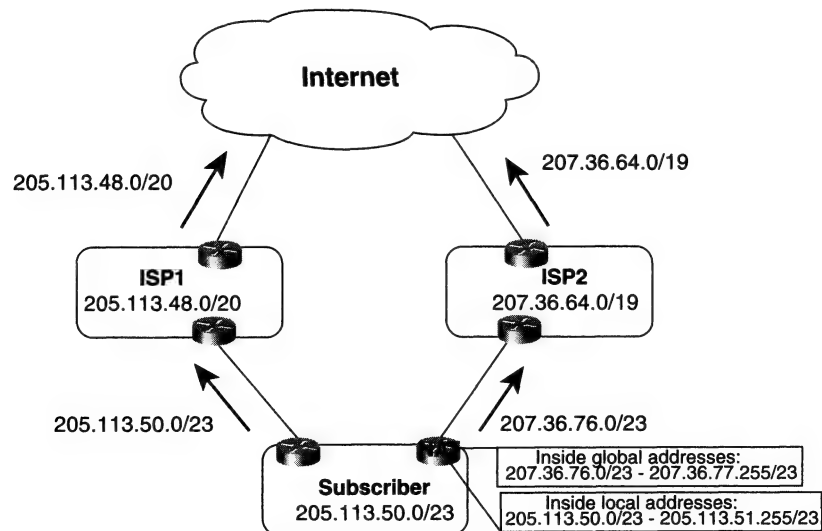 Internet
205.113.48.0/20
207.36.64.0/19
ISP1
205.113.48.0/20
ISP2
207.36.64.0/19
205.113.50.0/23
207.36.76.0/23
Subscriber
205.113.50.0/23
Inside global addresses:
207.36.76.0/23 - 207.36.77.255/23
Inside local addresses:
205.113.50.0/23 - 205.113.51.255/23